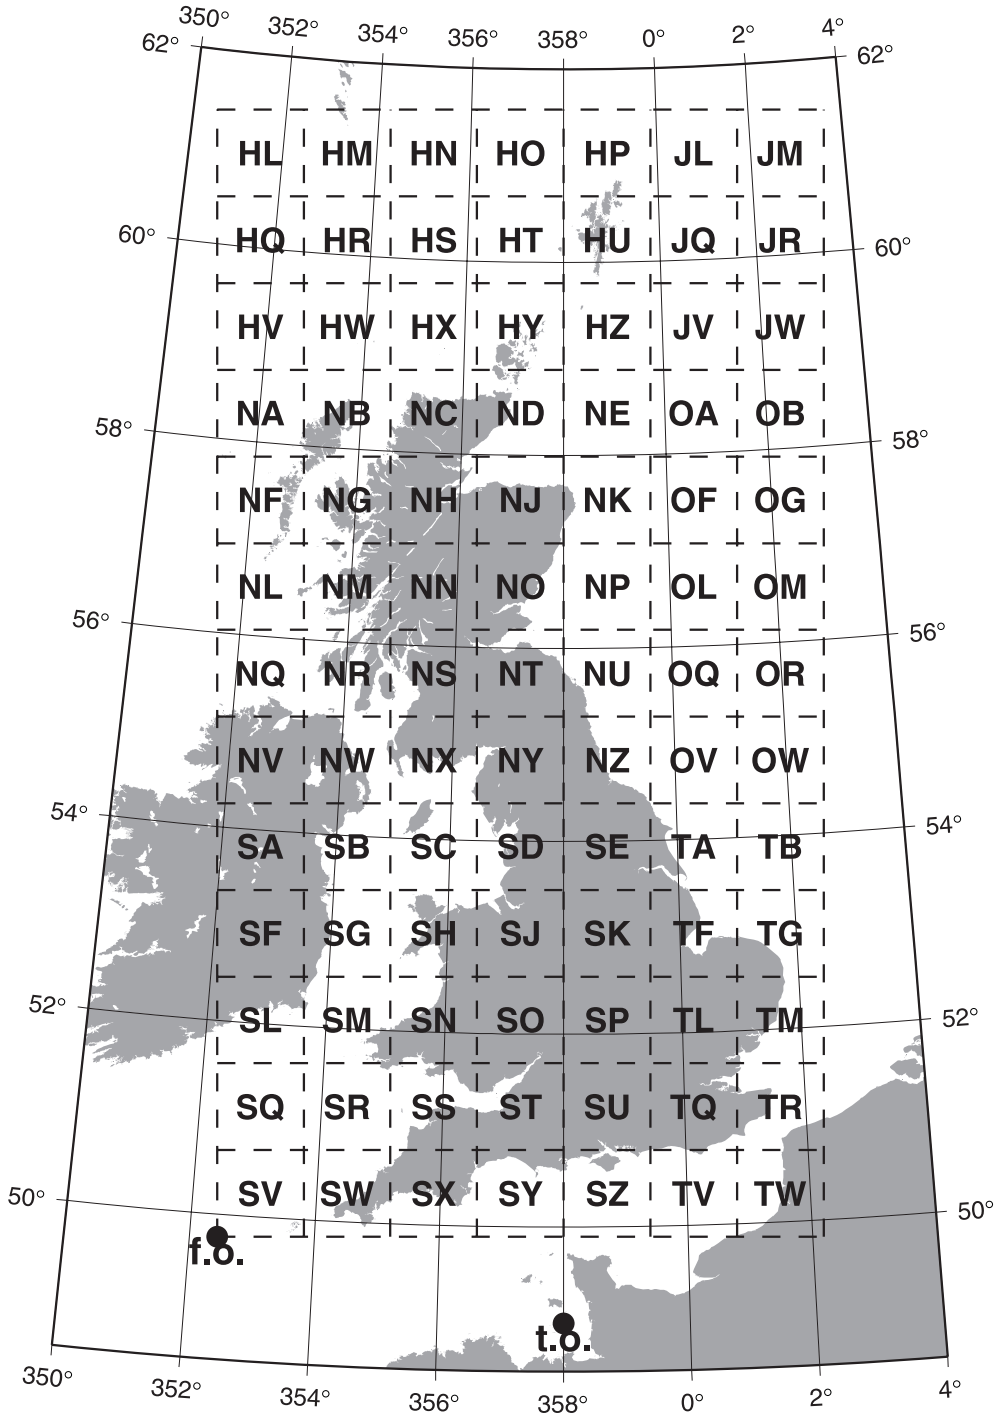 350° 352° 354° 356° 358° 0° 2° 4°
62° 62°
HL HM HN HO HP JL JM
60° HQ HR HS HT HU JQ JR 60°
HV HW HX HY HZ JV JW
NA NB NC ND NE OA OB
58° 58°
NF NG NH NJ NK OF OG
NL NM NN NO NP OL OM
56° 56°
NQ NR NS NT NU OQ OR
NV NW NX NY NZ OV OW
54° 54°
SA SB SC SD SE TA TB
SF SG SH SJ SK TF TG
52° SL SM SN SO SP TL TM 52°
SQ SR SS ST SU TQ TR
50° SV SW SX SY SZ TV TW 50°
f.o.
t.o.
350° 352° 354° 356° 358° 0° 2° 4°